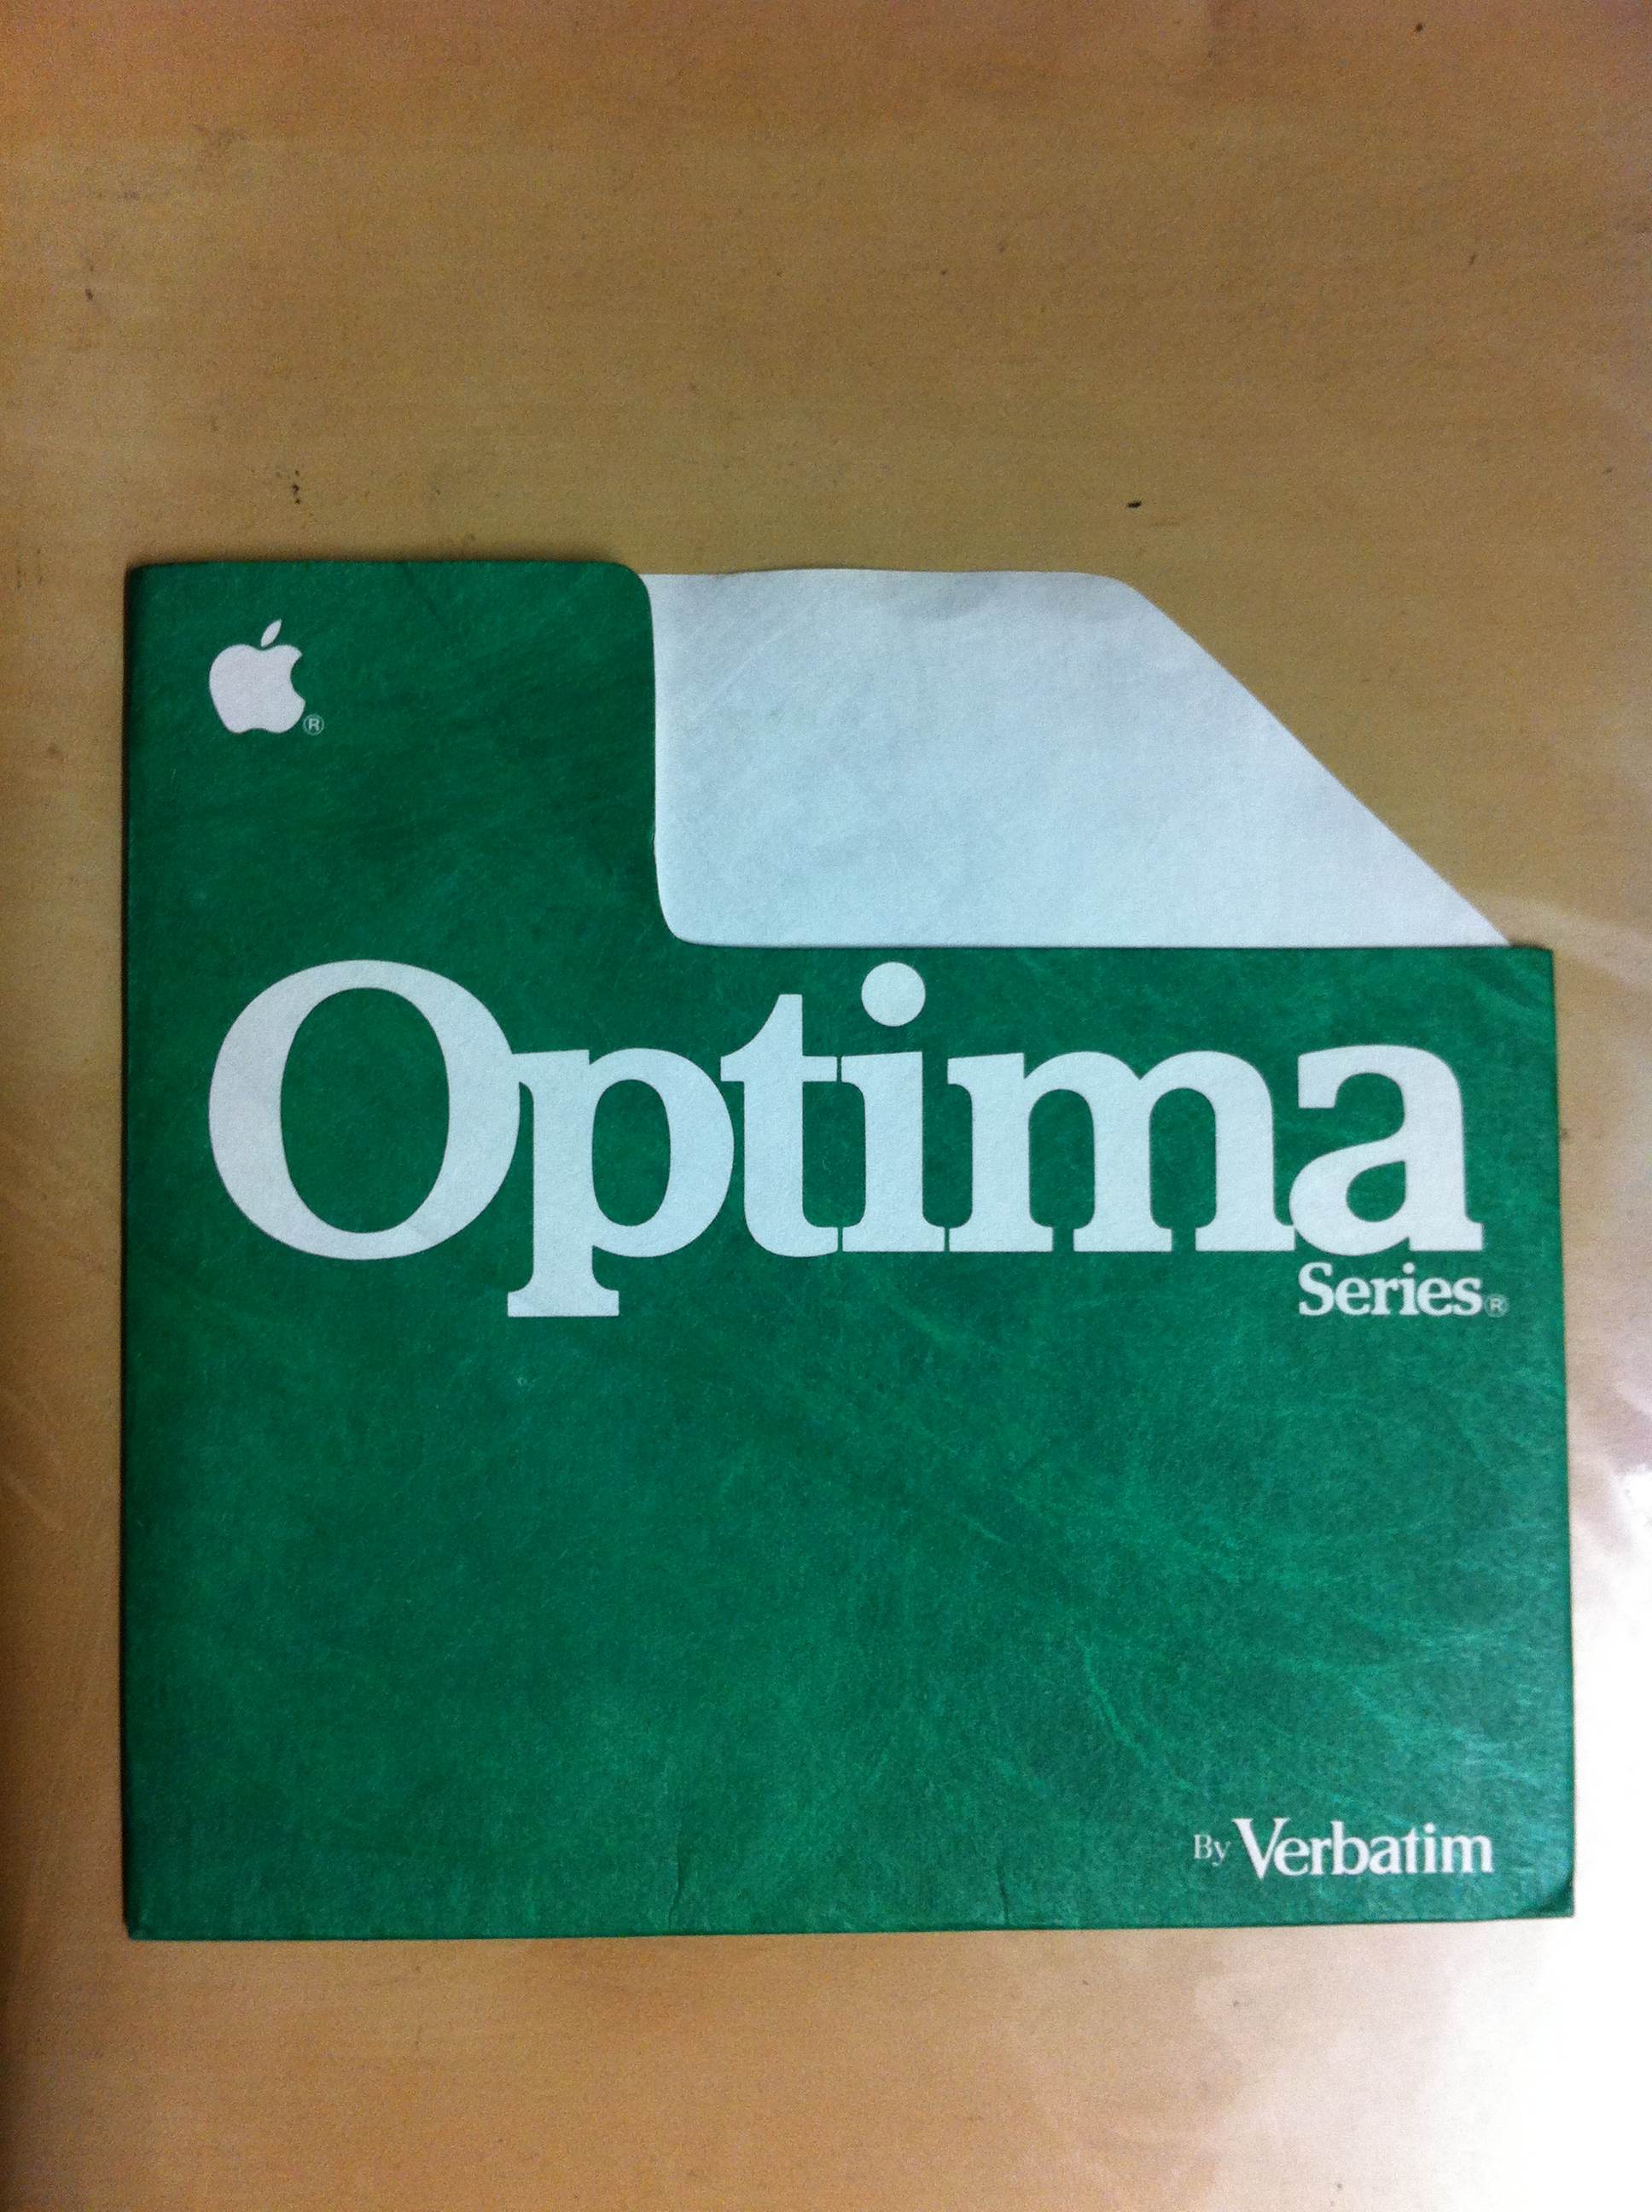 ®
Optima
Series®
By Verbatim